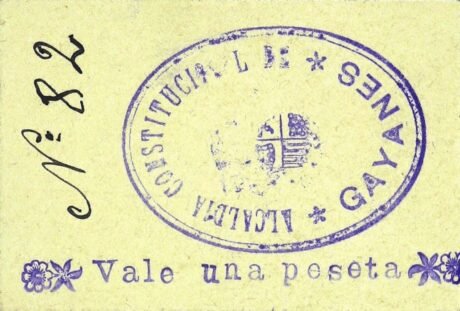 Nº 82
ALCALDIA CONSTITUCIONAL DE
* GAYANES *
Vale una peseta